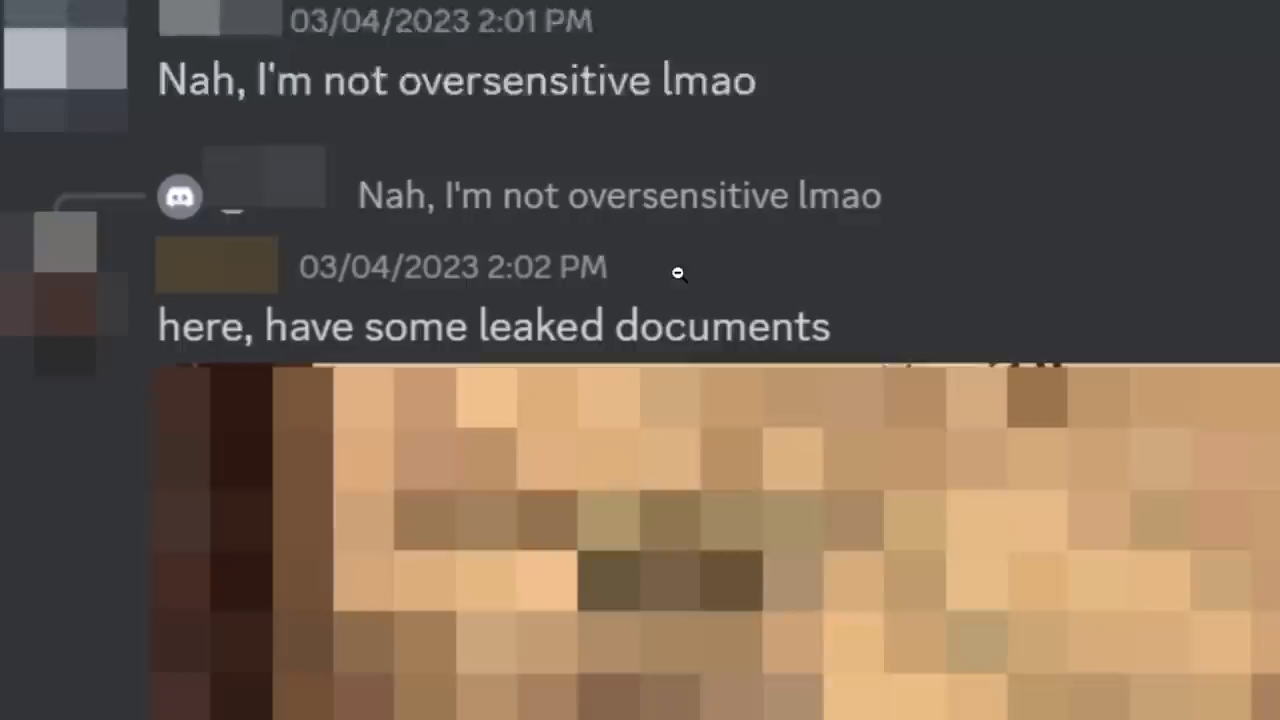 03/04/2023 2:01 PM
Nah, I'm not oversensitive lmao
Nah, I'm not oversensitive lmao
03/04/2023 2:02 PM
here, have some leaked documents